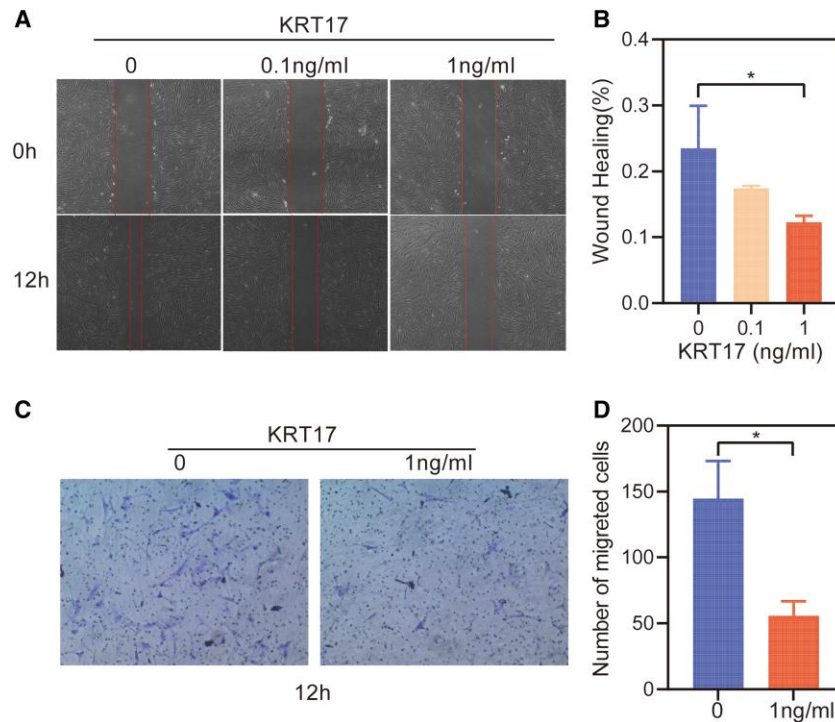 A
KRT17
0 0.1ng/ml 1ng/ml
0h
12h
B
Wound Healing(%)
0.4
0.3
0.2
0.1
0.0
0 0.1 1
KRT17 (ng/ml)
*
C
KRT17
0 1ng/ml
12h
D
Number of migreted cells
200
150
100
50
0
0 1ng/ml
*